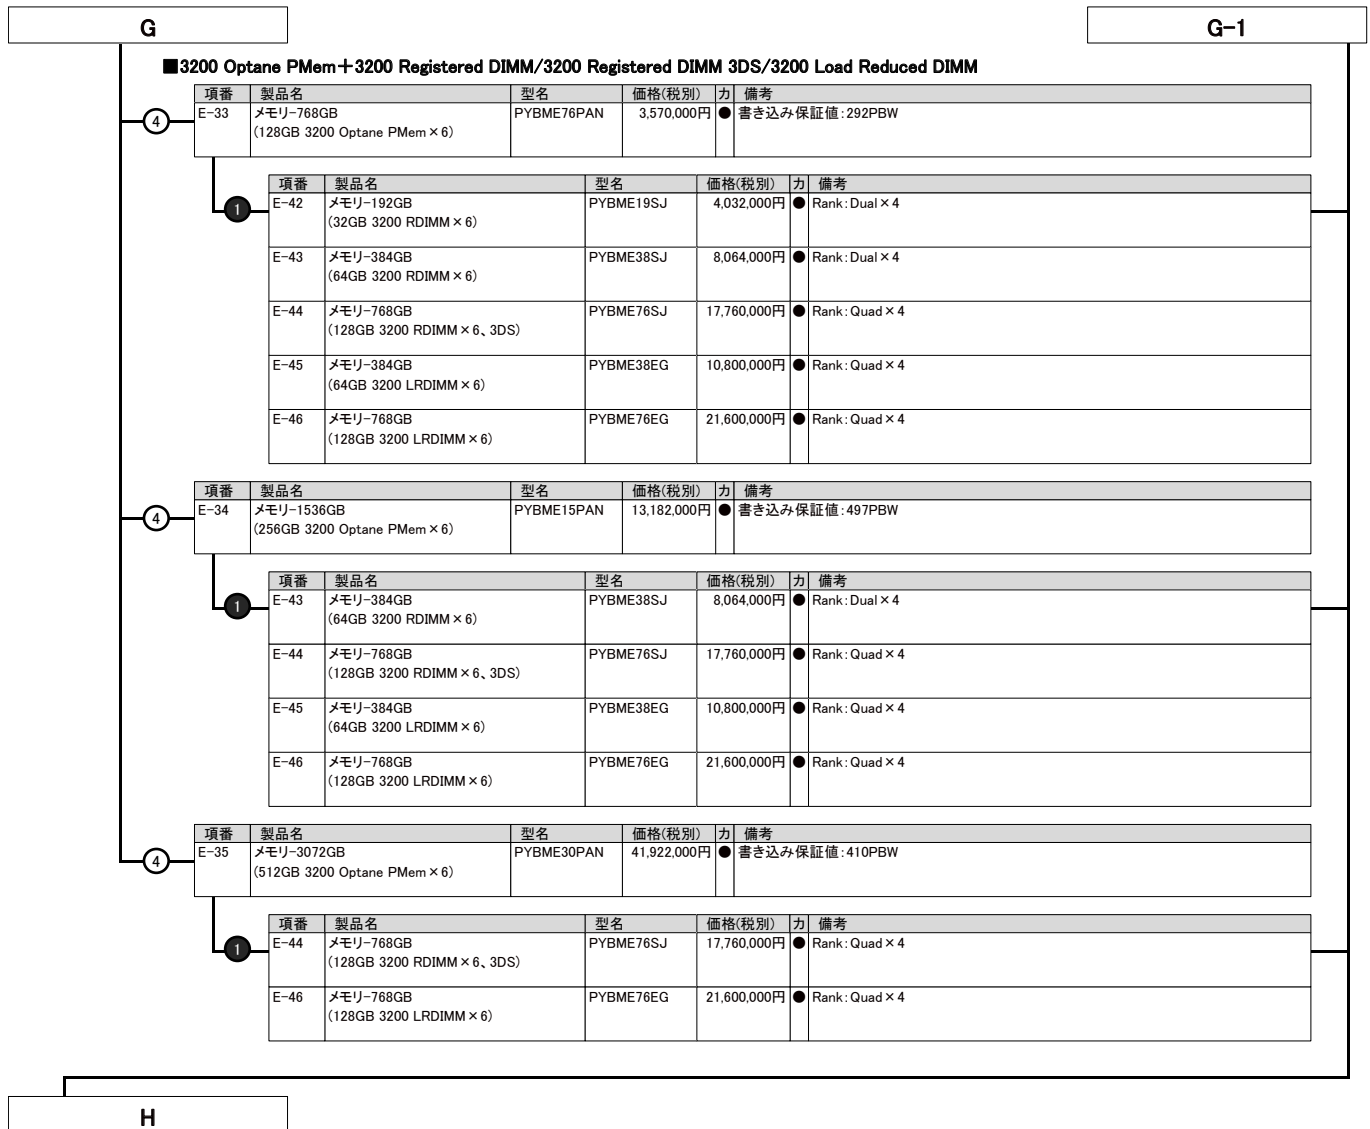 G
G-1
■3200 Optane PMem＋3200 Registered DIMM/3200 Registered DIMM 3DS/3200 Load Reduced DIMM
項番 製品名 型名 価格(税別) カ 備考
4 E-33 メモリ-768GB PYBME76PAN 3,570,000円 ● 書き込み保証値：292PBW
(128GB 3200 Optane PMem×6)
項番 製品名 型名 価格(税別) カ 備考
1 E-42 メモリ-192GB PYBME19SJ 4,032,000円 ● Rank：Dual×4
(32GB 3200 RDIMM×6)
E-43 メモリ-384GB PYBME38SJ 8,064,000円 ● Rank：Dual×4
(64GB 3200 RDIMM×6)
E-44 メモリ-768GB PYBME76SJ 17,760,000円 ● Rank：Quad×4
(128GB 3200 RDIMM×6、3DS)
E-45 メモリ-384GB PYBME38EG 10,800,000円 ● Rank：Quad×4
(64GB 3200 LRDIMM×6)
E-46 メモリ-768GB PYBME76EG 21,600,000円 ● Rank：Quad×4
(128GB 3200 LRDIMM×6)
項番 製品名 型名 価格(税別) カ 備考
4 E-34 メモリ-1536GB PYBME15PAN 13,182,000円 ● 書き込み保証値：497PBW
(256GB 3200 Optane PMem×6)
項番 製品名 型名 価格(税別) カ 備考
1 E-43 メモリ-384GB PYBME38SJ 8,064,000円 ● Rank：Dual×4
(64GB 3200 RDIMM×6)
E-44 メモリ-768GB PYBME76SJ 17,760,000円 ● Rank：Quad×4
(128GB 3200 RDIMM×6、3DS)
E-45 メモリ-384GB PYBME38EG 10,800,000円 ● Rank：Quad×4
(64GB 3200 LRDIMM×6)
E-46 メモリ-768GB PYBME76EG 21,600,000円 ● Rank：Quad×4
(128GB 3200 LRDIMM×6)
項番 製品名 型名 価格(税別) カ 備考
4 E-35 メモリ-3072GB PYBME30PAN 41,922,000円 ● 書き込み保証値：410PBW
(512GB 3200 Optane PMem×6)
項番 製品名 型名 価格(税別) カ 備考
1 E-44 メモリ-768GB PYBME76SJ 17,760,000円 ● Rank：Quad×4
(128GB 3200 RDIMM×6、3DS)
E-46 メモリ-768GB PYBME76EG 21,600,000円 ● Rank：Quad×4
(128GB 3200 LRDIMM×6)
H